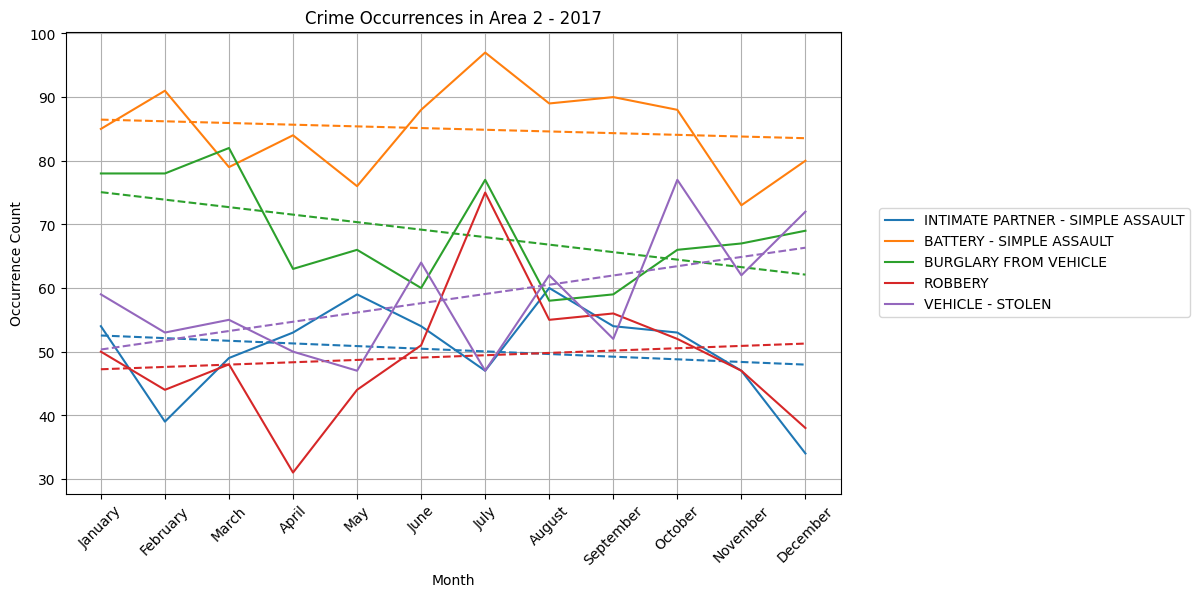 Crime Occurrences in Area 2 - 2017
Occurrence Count
100
90
80
70
60
50
40
30
January
February
March
April
May
June
July
August
September
October
November
December
Month
INTIMATE PARTNER - SIMPLE ASSAULT
BATTERY - SIMPLE ASSAULT
BURGLARY FROM VEHICLE
ROBBERY
VEHICLE - STOLEN